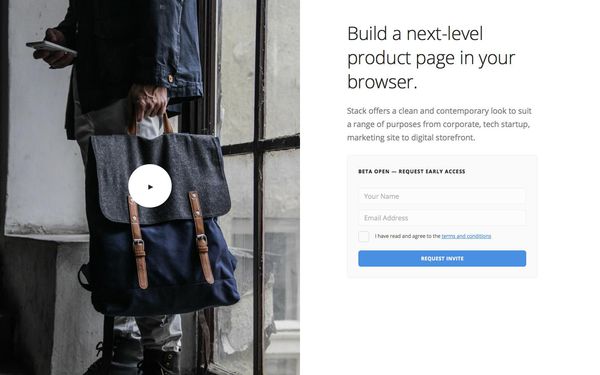 Build a next-level
product page in your
browser.
Stack offers a clean and contemporary look to suit
a range of purposes from corporate, tech startup,
marketing site to digital storefront.
BETA OPEN — REQUEST EARLY ACCESS
Your Name
Email Address
I have read and agree to the terms and conditions
REQUEST INVITE